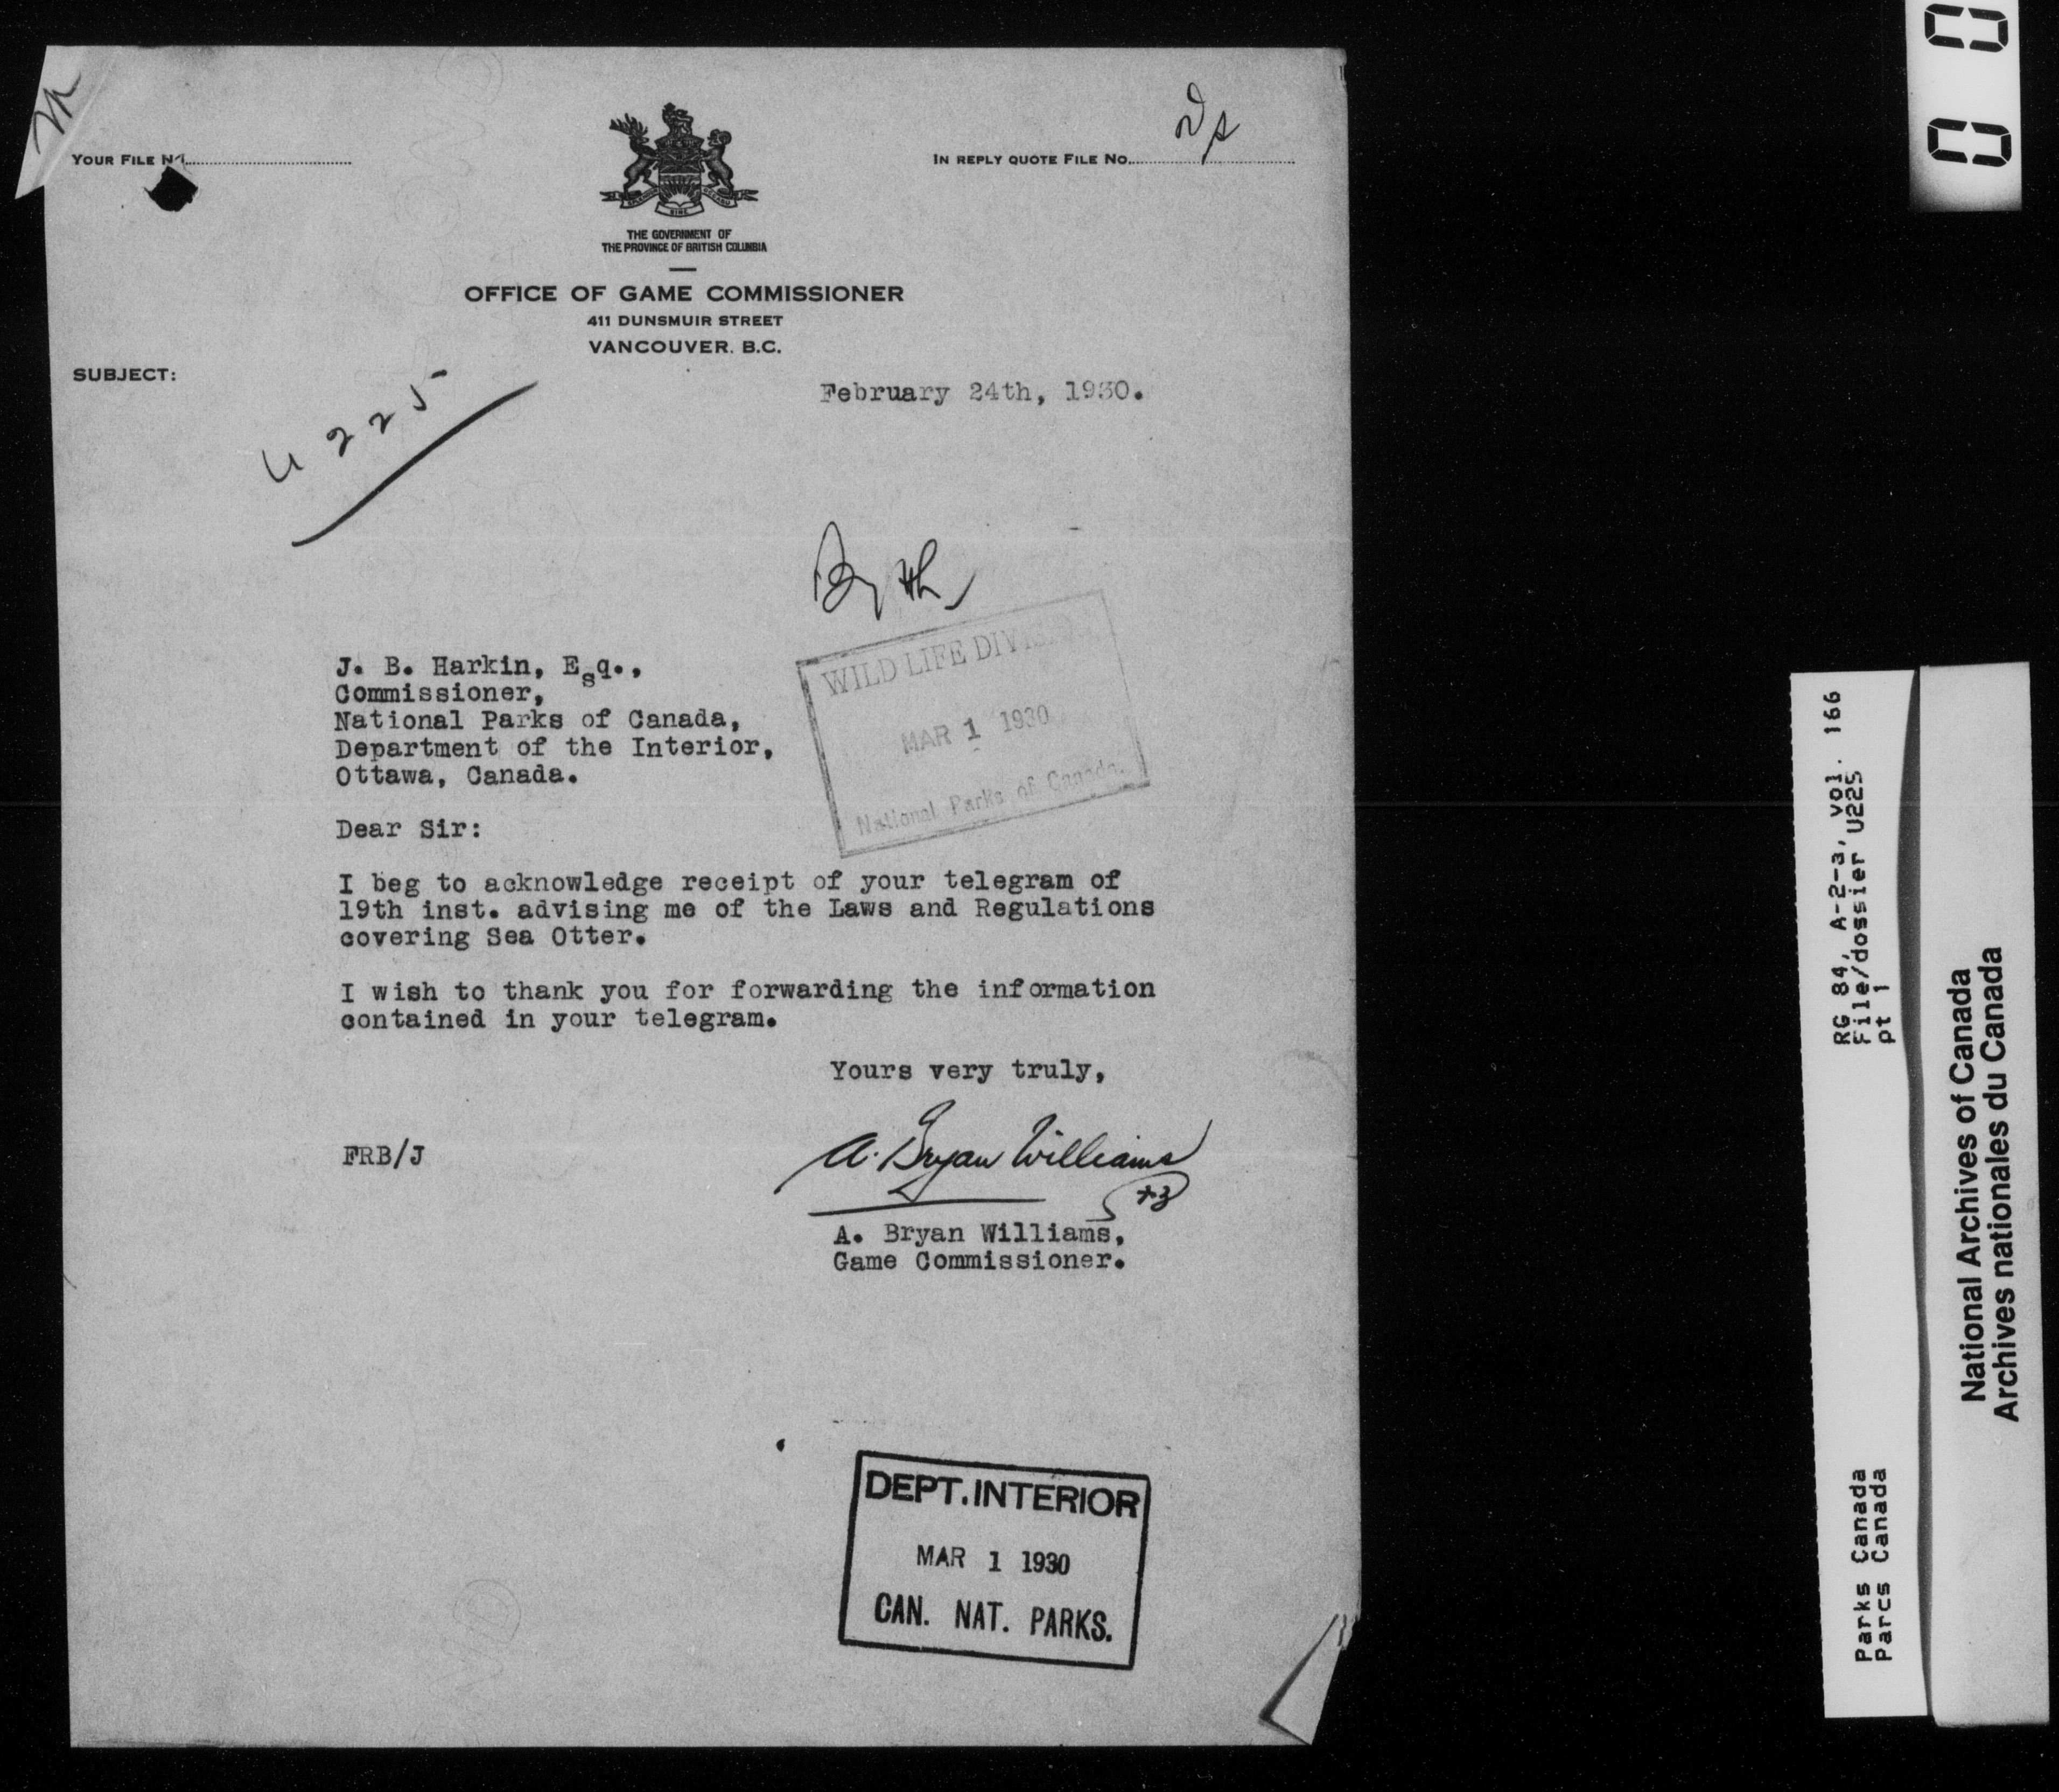 YOUR FILE No.
IN REPLY QUOTE FILE No.
THE GOVERNMENT OF
THE PROVINCE OF BRITISH COLUMBIA
OFFICE OF GAME COMMISSIONER
411 DUNSMUIR STREET
VANCOUVER. B.C.
SUBJECT:
February 24th, 1930.
U 225
J. B. Harkin, Esq.,
Commissioner,
National Parks of Canada,
Department of the Interior,
Ottawa, Canada.
WILD LIFE DIVISION
MAR 1 1930
National Parks of Canada.
Dear Sir:
I beg to acknowledge receipt of your telegram of
19th inst. advising me of the Laws and Regulations
covering Sea Otter.
I wish to thank you for forwarding the information
contained in your telegram.
Yours very truly,
FRB/J
A. Bryan Williams
A. Bryan Williams,
Game Commissioner.
DEPT. INTERIOR
MAR 1 1930
CAN. NAT. PARKS.
RG 84, A-2-a, vol. 166
File/dossier U225
pt 1
Parks Canada
Parcs Canada
National Archives of Canada
Archives nationales du Canada